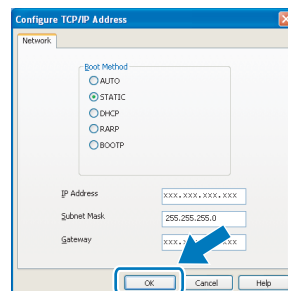 Configure TCP/IP Address
Network
Boot Method
AUTO
STATIC
DHCP
RARP
BOOTP
IP Address
xxx.xxx.xxx.xxx
Subnet Mask
255.255.255.0
Gateway
OK
Cancel
Help